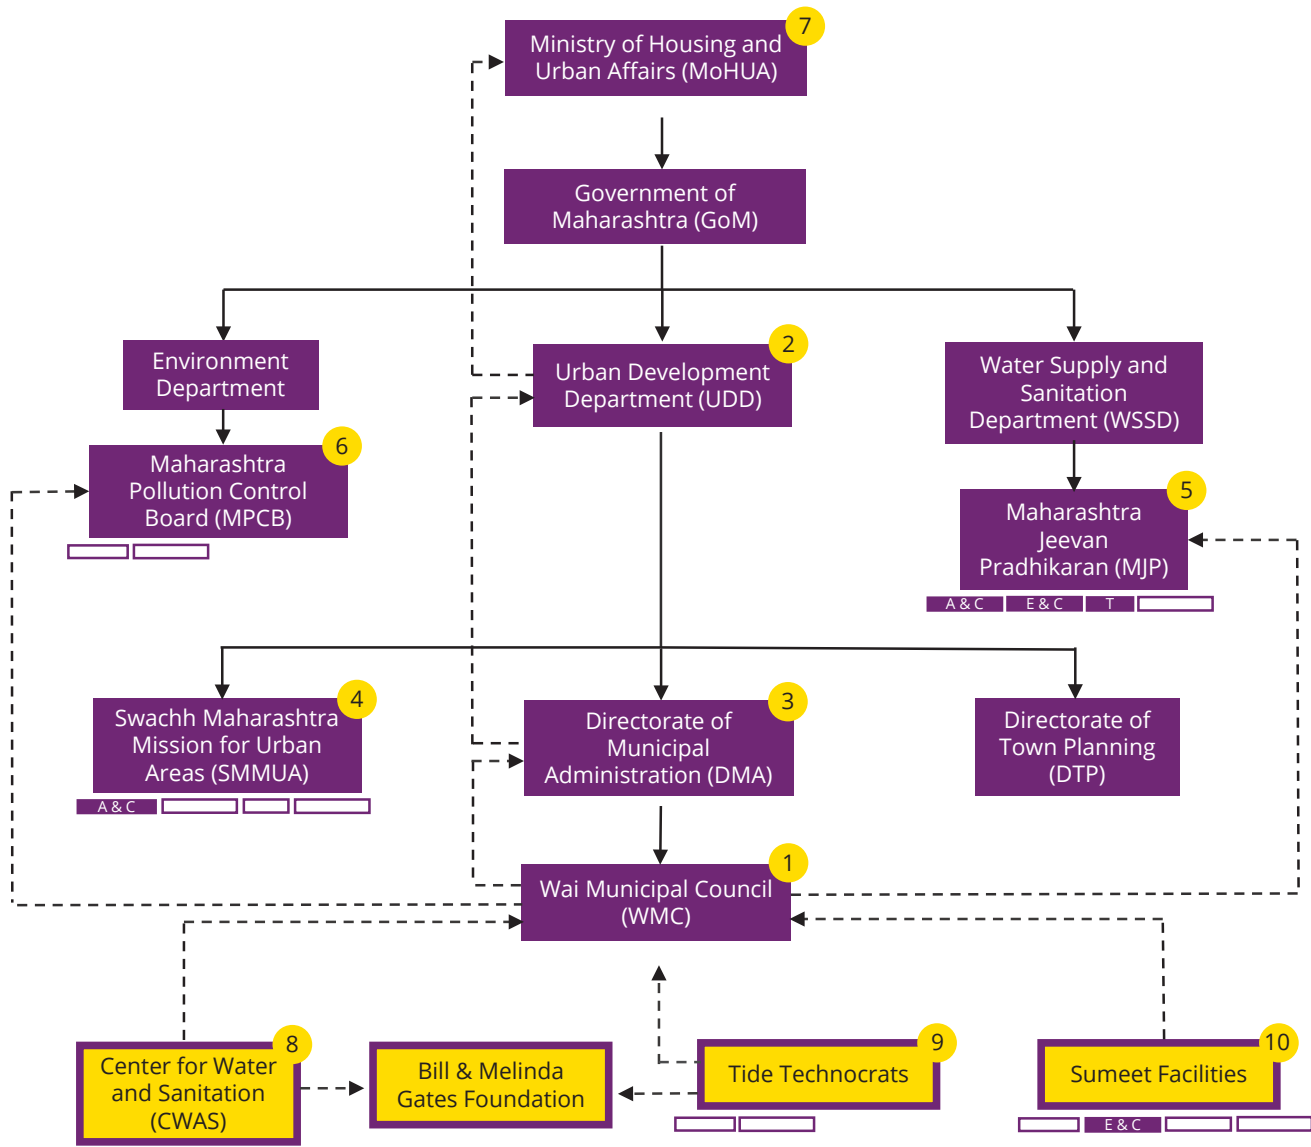 7
Ministry of Housing and
Urban Affairs (MoHUA)
Government of
Maharashtra (GoM)
Environment
Department
2
Urban Development
Department (UDD)
Water Supply and
Sanitation
Department (WSSD)
6
Maharashtra
Pollution Control
Board (MPCB)
5
Maharashtra
Jeevan
Pradhikaran (MJP)
A & C E & C T
4
Swachh Maharashtra
Mission for Urban
Areas (SMMUA)
A & C
3
Directorate of
Municipal
Administration (DMA)
Directorate of
Town Planning
(DTP)
1
Wai Municipal Council
(WMC)
8
Center for Water
and Sanitation
(CWAS)
Bill & Melinda
Gates Foundation
9
Tide Technocrats
10
Sumeet Facilities
E & C